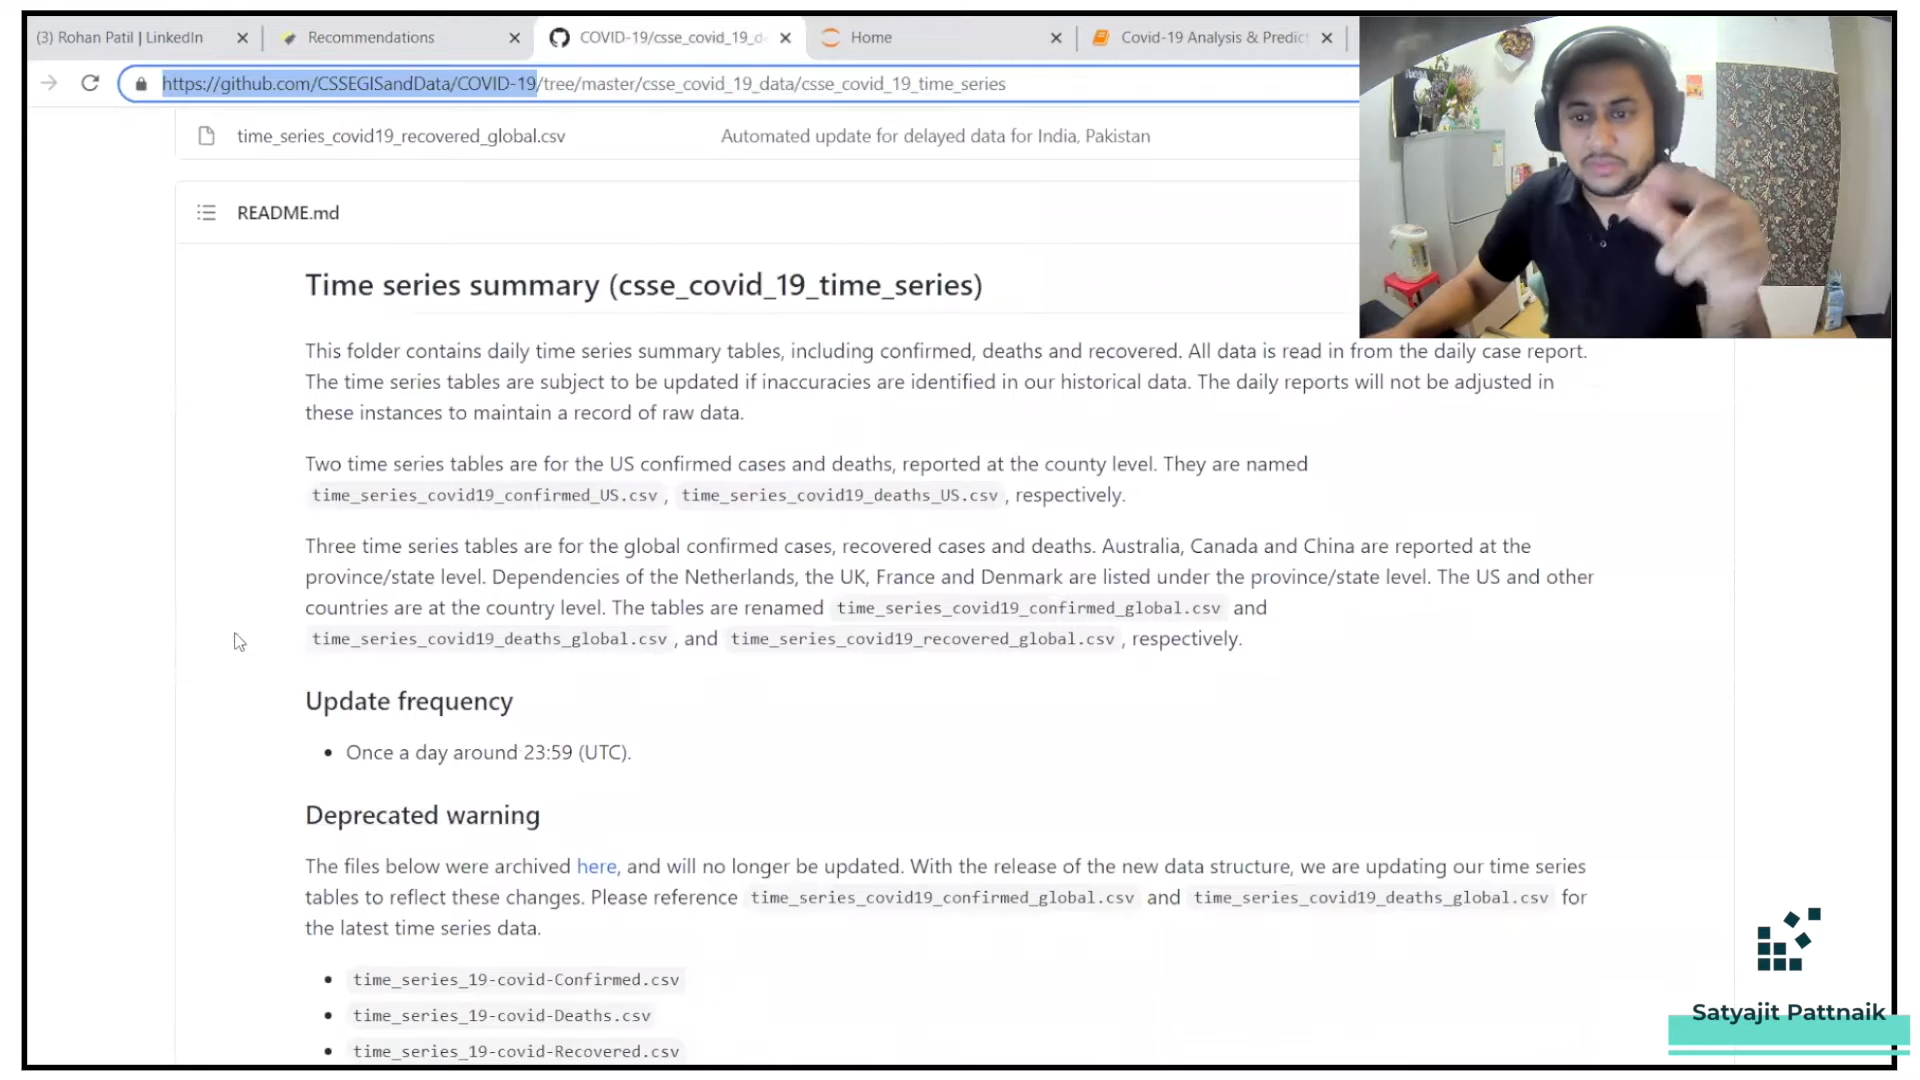 (3) Rohan Patil | LinkedIn
Recommendations
COVID-19/csse_covid_19_d
Home
Covid-19 Analysis & Predict
https://github.com/CSSEGISandData/COVID-19/tree/master/csse_covid_19_data/csse_covid_19_time_series
time_series_covid19_recovered_global.csv Automated update for delayed data for India, Pakistan
README.md
Time series summary (csse_covid_19_time_series)
This folder contains daily time series summary tables, including confirmed, deaths and recovered. All data is read in from the daily case report.
The time series tables are subject to be updated if inaccuracies are identified in our historical data. The daily reports will not be adjusted in
these instances to maintain a record of raw data.
Two time series tables are for the US confirmed cases and deaths, reported at the county level. They are named
time_series_covid19_confirmed_US.csv , time_series_covid19_deaths_US.csv , respectively.
Three time series tables are for the global confirmed cases, recovered cases and deaths. Australia, Canada and China are reported at the
province/state level. Dependencies of the Netherlands, the UK, France and Denmark are listed under the province/state level. The US and other
countries are at the country level. The tables are renamed time_series_covid19_confirmed_global.csv and
time_series_covid19_deaths_global.csv , and time_series_covid19_recovered_global.csv , respectively.
Update frequency
• Once a day around 23:59 (UTC).
Deprecated warning
The files below were archived here, and will no longer be updated. With the release of the new data structure, we are updating our time series
tables to reflect these changes. Please reference time_series_covid19_confirmed_global.csv and time_series_covid19_deaths_global.csv for
the latest time series data.
• time_series_19-covid-Confirmed.csv
• time_series_19-covid-Deaths.csv
• time_series_19-covid-Recovered.csv
Satyajit Pattnaik